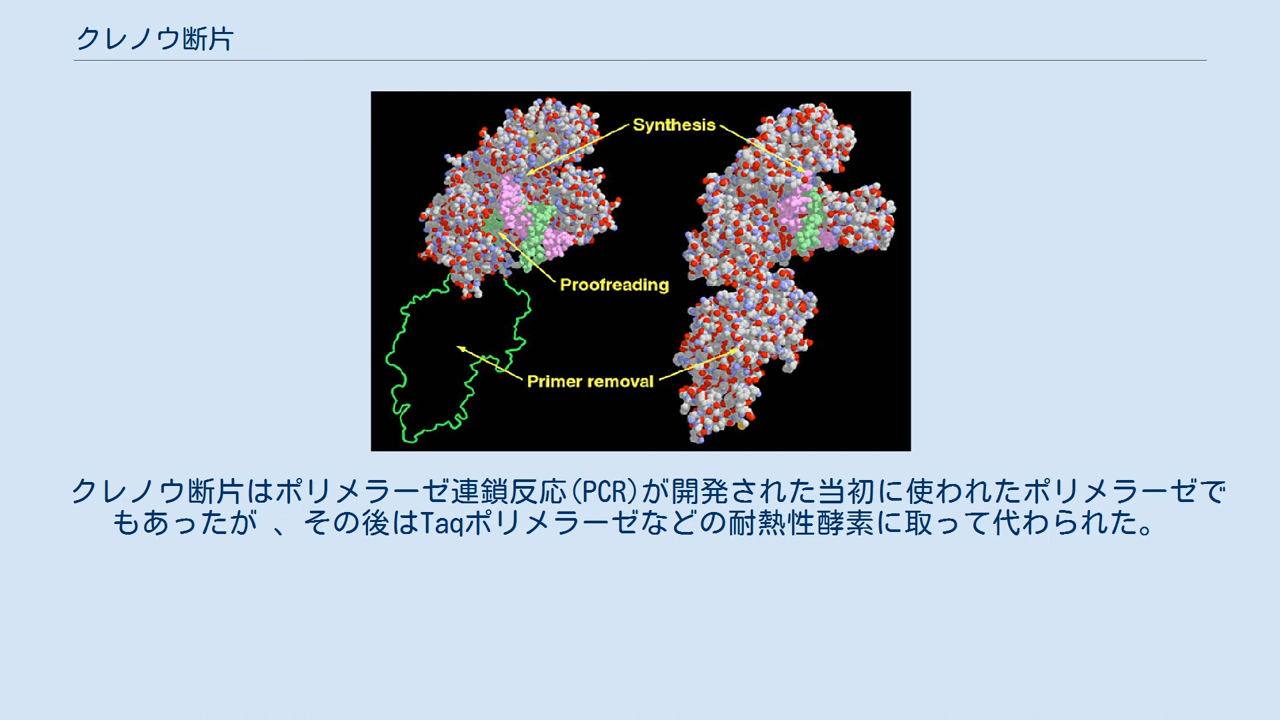 クレノウ断片
Synthesis
Proofreading
Primer removal
クレノウ断片はポリメラーゼ連鎖反応(PCR)が開発された当初に使われたポリメラーゼで
もあったが 、その後はTaqポリメラーゼなどの耐熱性酵素に取って代わられた。